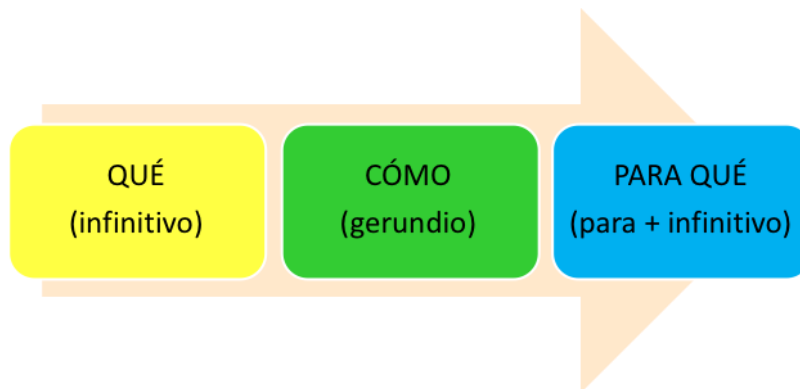 QUÉ
(infinitivo)
CÓMO
(gerundio)
PARA QUÉ
(para + infinitivo)